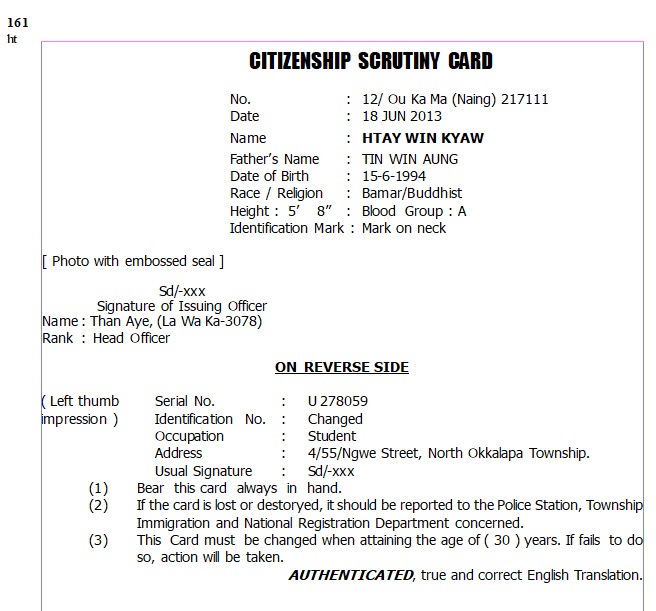 161
ht
CITIZENSHIP SCRUTINY CARD
No. : 12/ Ou Ka Ma (Naing) 217111
Date : 18 JUN 2013
Name : HTAY WIN KYAW
Father's Name : TIN WIN AUNG
Date of Birth : 15-6-1994
Race / Religion : Bamar/Buddhist
Height : 5' 8" : Blood Group : A
Identification Mark : Mark on neck
[ Photo with embossed seal ]
Sd/-xxx
Signature of Issuing Officer
Name : Than Aye, (La Wa Ka-3078)
Rank : Head Officer
ON REVERSE SIDE
( Left thumb Serial No. : U 278059
impression ) Identification No. : Changed
Occupation : Student
Address : 4/55/Ngwe Street, North Okkalapa Township.
Usual Signature : Sd/-xxx
(1) Bear this card always in hand.
(2) If the card is lost or destoryed, it should be reported to the Police Station, Township
Immigration and National Registration Department concerned.
(3) This Card must be changed when attaining the age of ( 30 ) years. If fails to do
so, action will be taken.
AUTHENTICATED, true and correct English Translation.